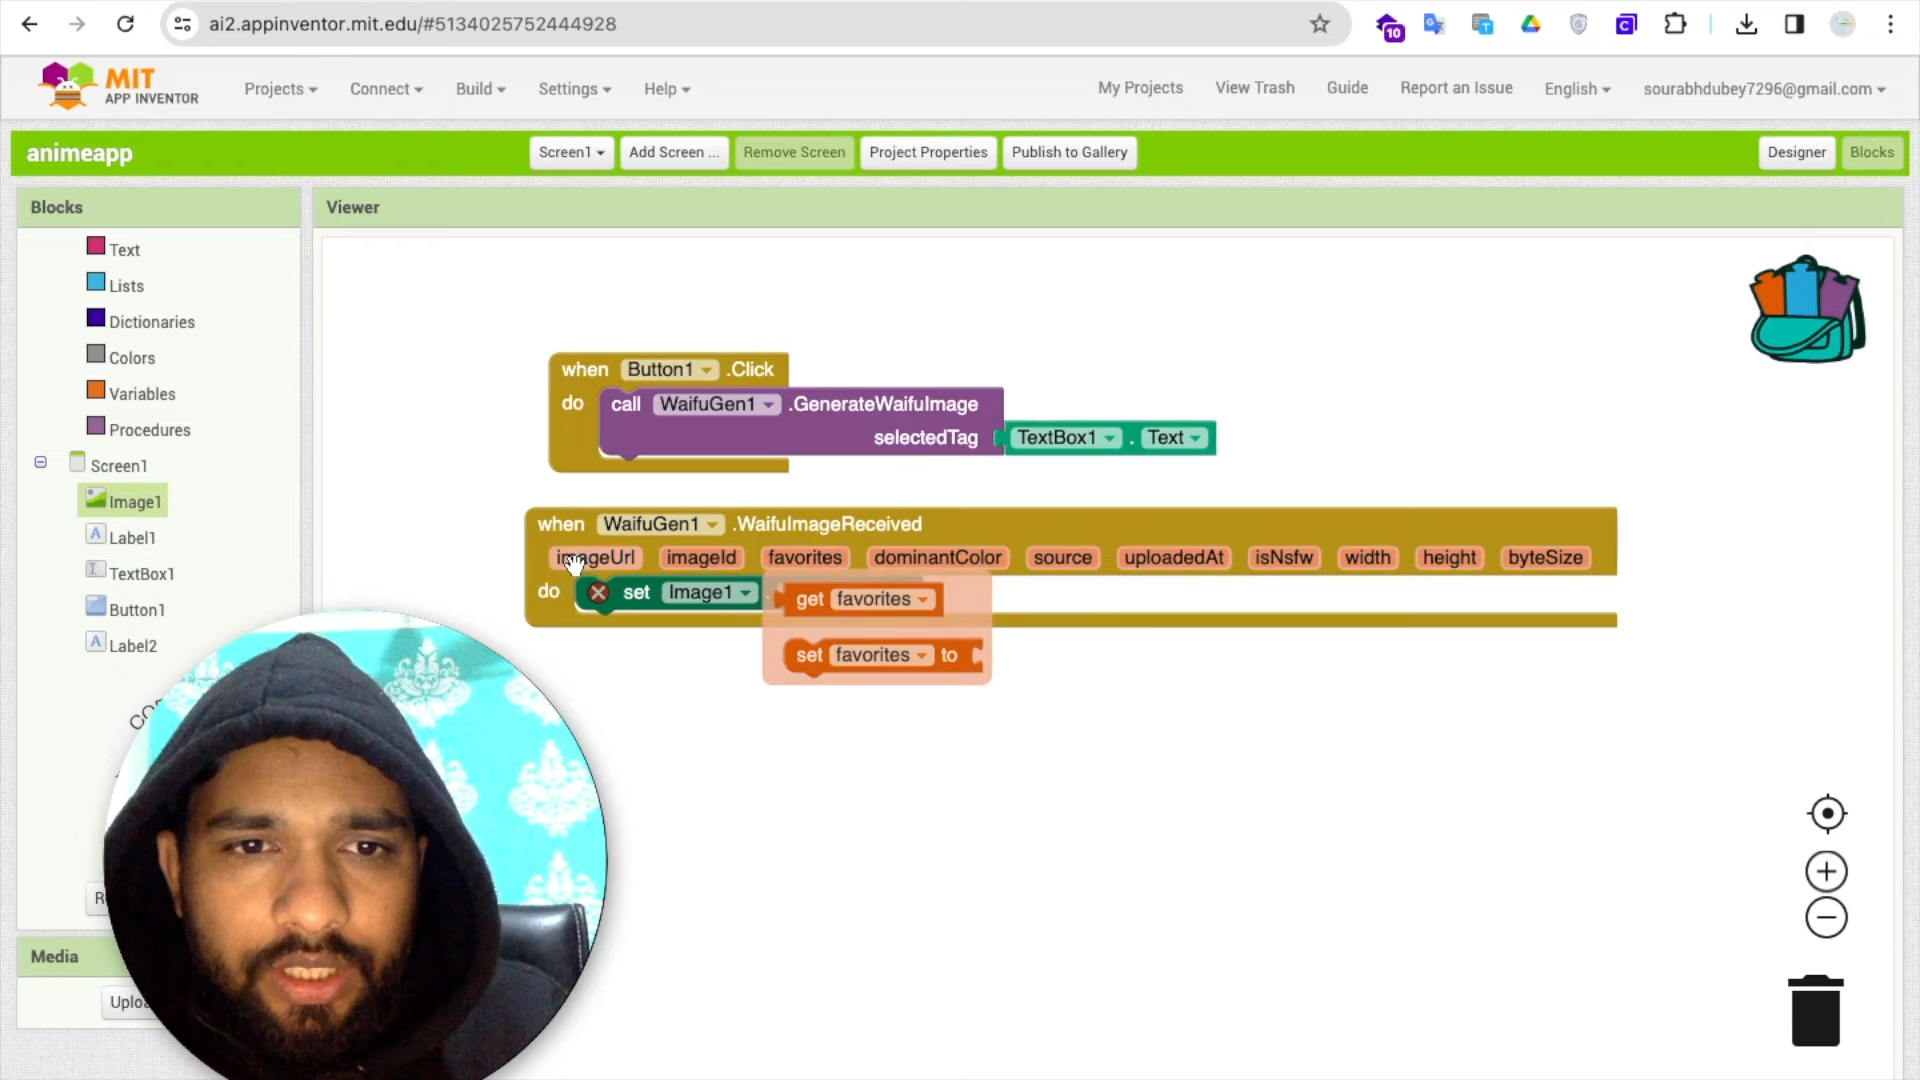 ai2.appinventor.mit.edu/#5134025752444928
10
MIT
APP INVENTOR
Projects Connect Build Settings Help My Projects View Trash Guide Report an Issue English sourabhdubey7296@gmail.com
animeapp Screen1 Add Screen ... Remove Screen Project Properties Publish to Gallery Designer Blocks
Blocks
Viewer
Text
Lists
Dictionaries
Colors
Variables
Procedures
Screen1
Image1
Label1
TextBox1
Button1
Label2
when Button1 .Click
do call WaifuGen1 .GenerateWaifuImage
selectedTag TextBox1 . Text
when WaifuGen1 .WaifuImageReceived
imageUrl imageId favorites dominantColor source uploadedAt isNsfw width height byteSize
do set Image1
get favorites
set favorites to
Media